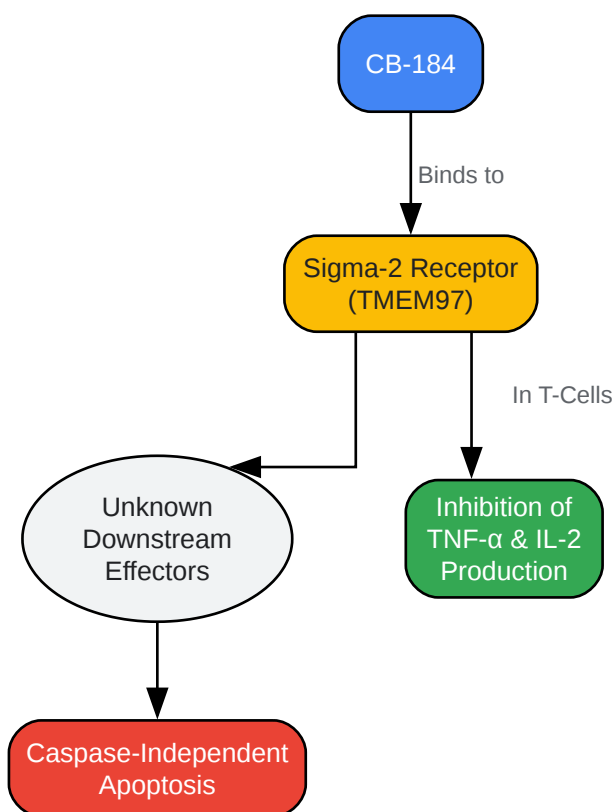 CB-184
Binds to
Sigma-2 Receptor
(TMEM97)
In T-Cells
Unknown
Downstream
Effectors
Inhibition of
TNF-α & IL-2
Production
Caspase-Independent
Apoptosis